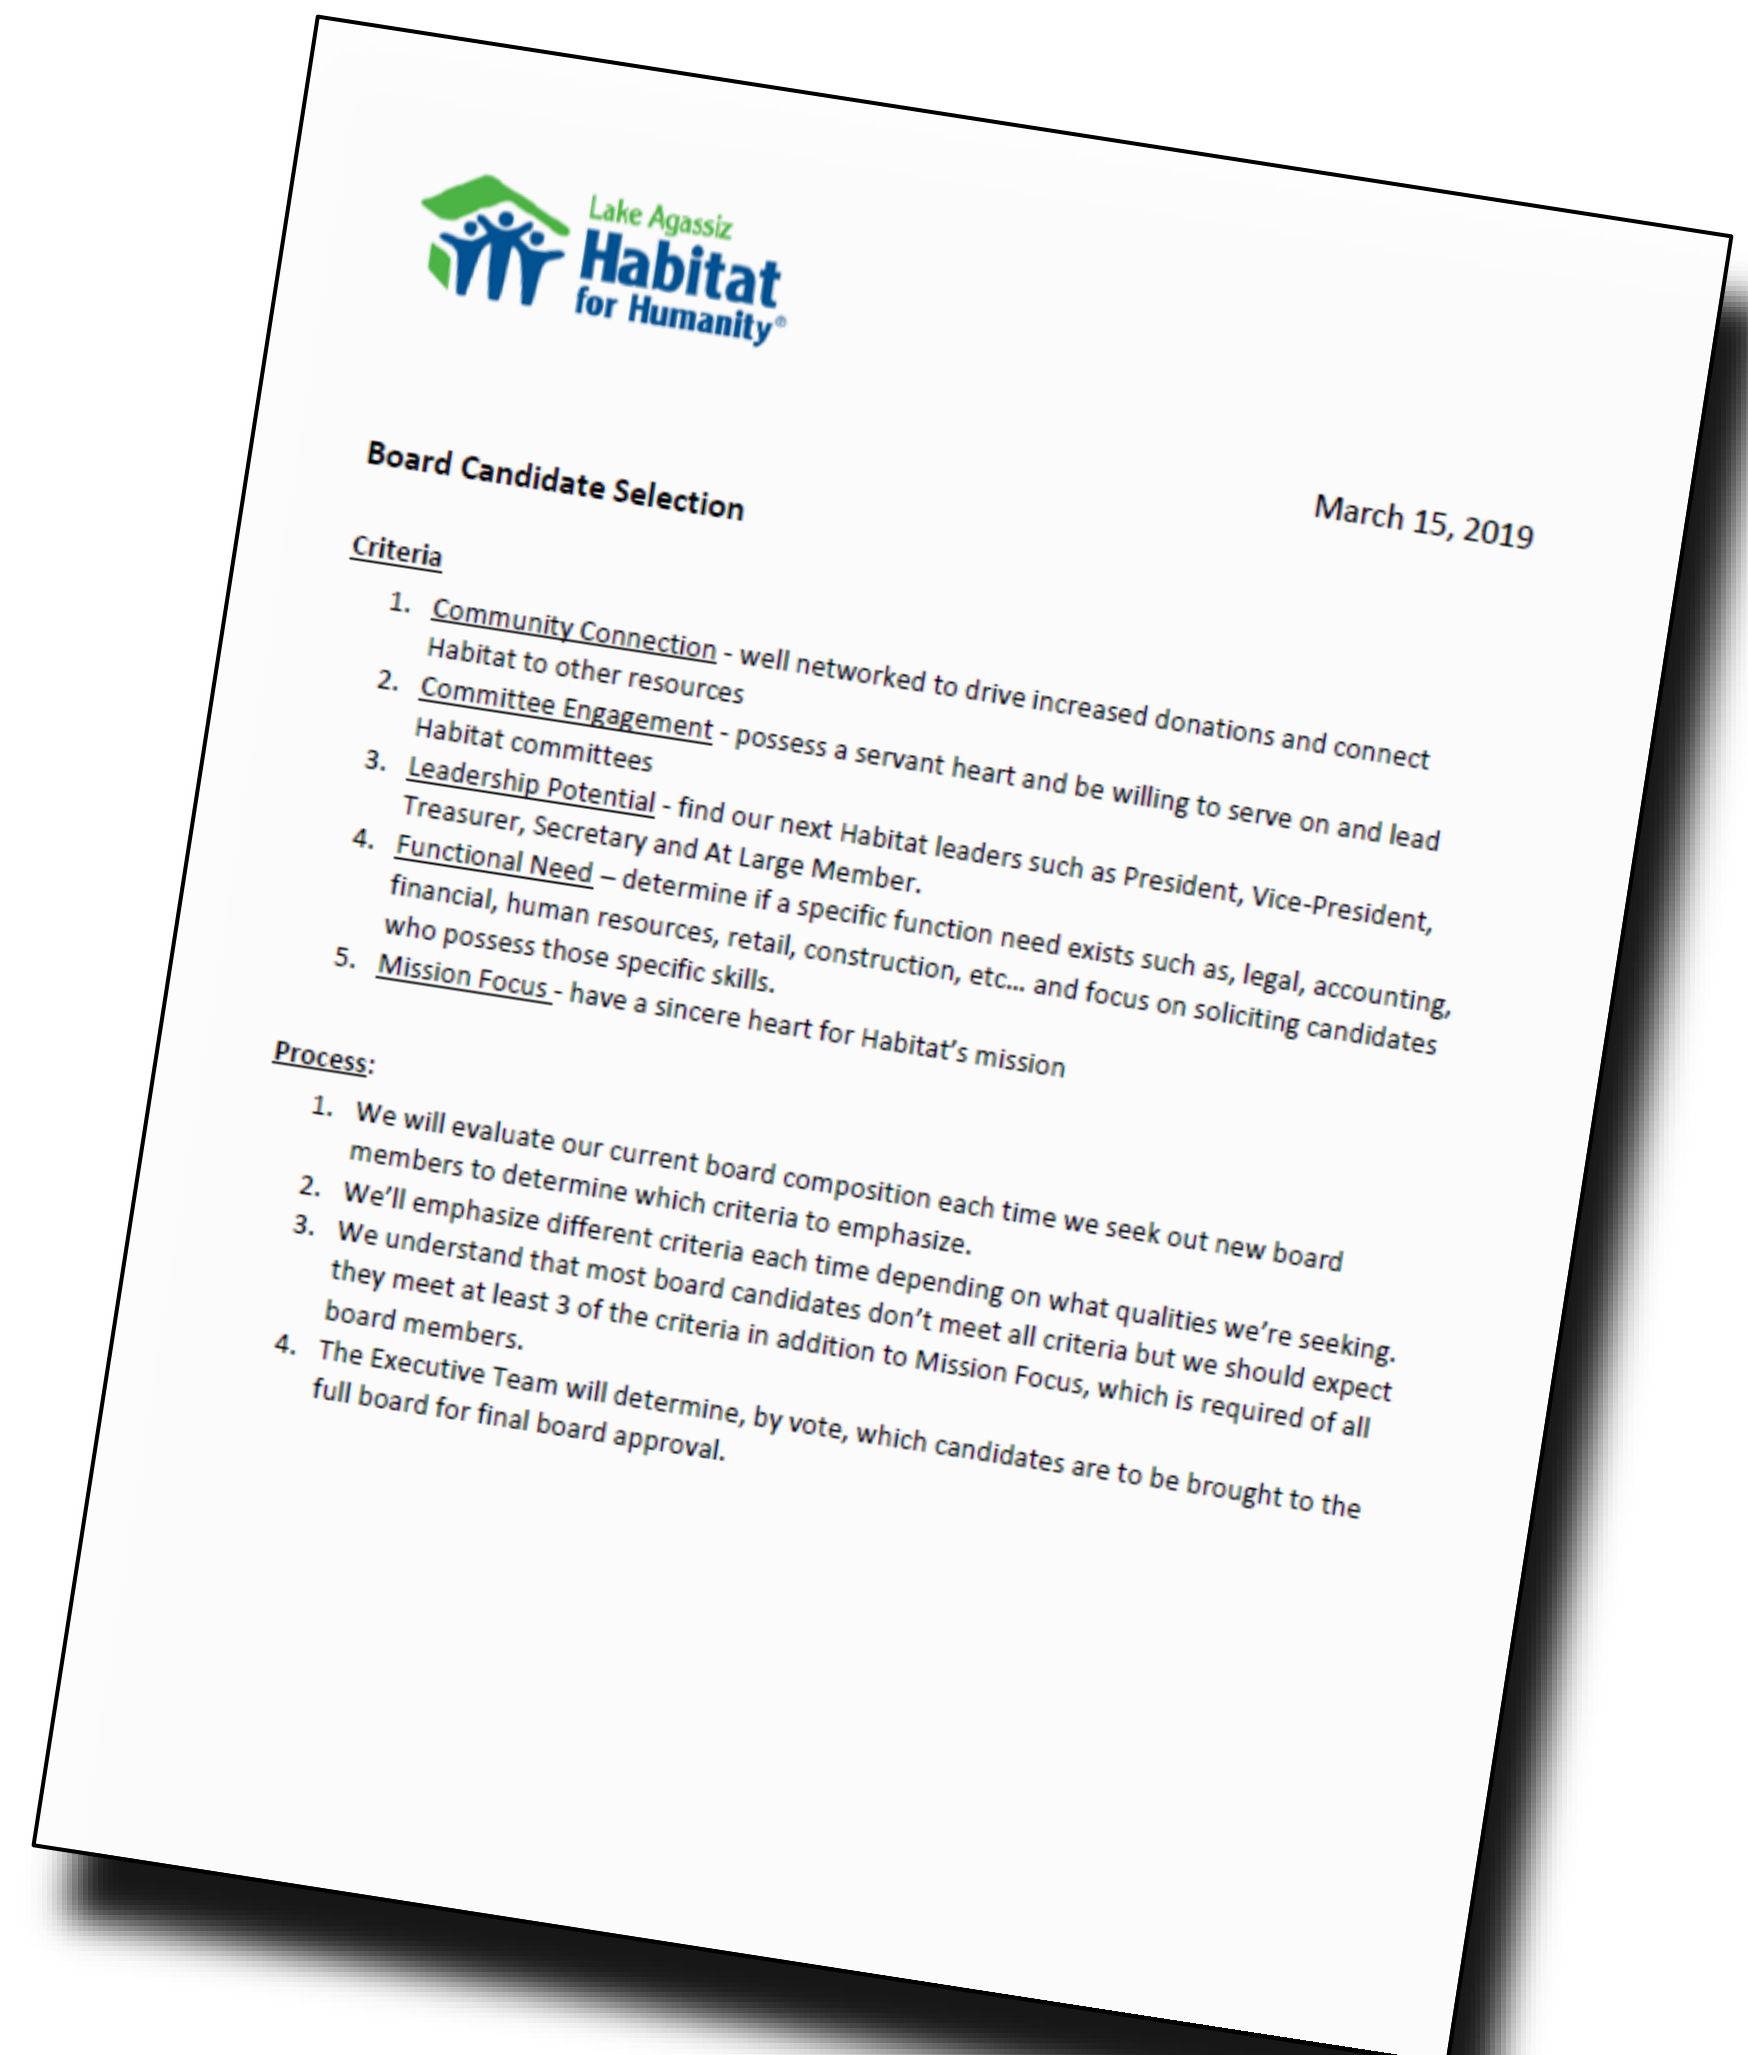 Lake Agassiz
Habitat
for Humanity®
Board Candidate Selection
March 15, 2019
Criteria
1. Community Connection - well networked to drive increased donations and connect
Habitat to other resources
2. Committee Engagement - possess a servant heart and be willing to serve on and lead
Habitat committees
3. Leadership Potential - find our next Habitat leaders such as President, Vice-President,
Treasurer, Secretary and At Large Member.
4. Functional Need – determine if a specific function need exists such as, legal, accounting,
financial, human resources, retail, construction, etc... and focus on soliciting candidates
who possess those specific skills.
5. Mission Focus - have a sincere heart for Habitat's mission
Process:
1. We will evaluate our current board composition each time we seek out new board
members to determine which criteria to emphasize.
2. We'll emphasize different criteria each time depending on what qualities we're seeking.
3. We understand that most board candidates don't meet all criteria but we should expect
they meet at least 3 of the criteria in addition to Mission Focus, which is required of all
board members.
4. The Executive Team will determine, by vote, which candidates are to be brought to the
full board for final board approval.